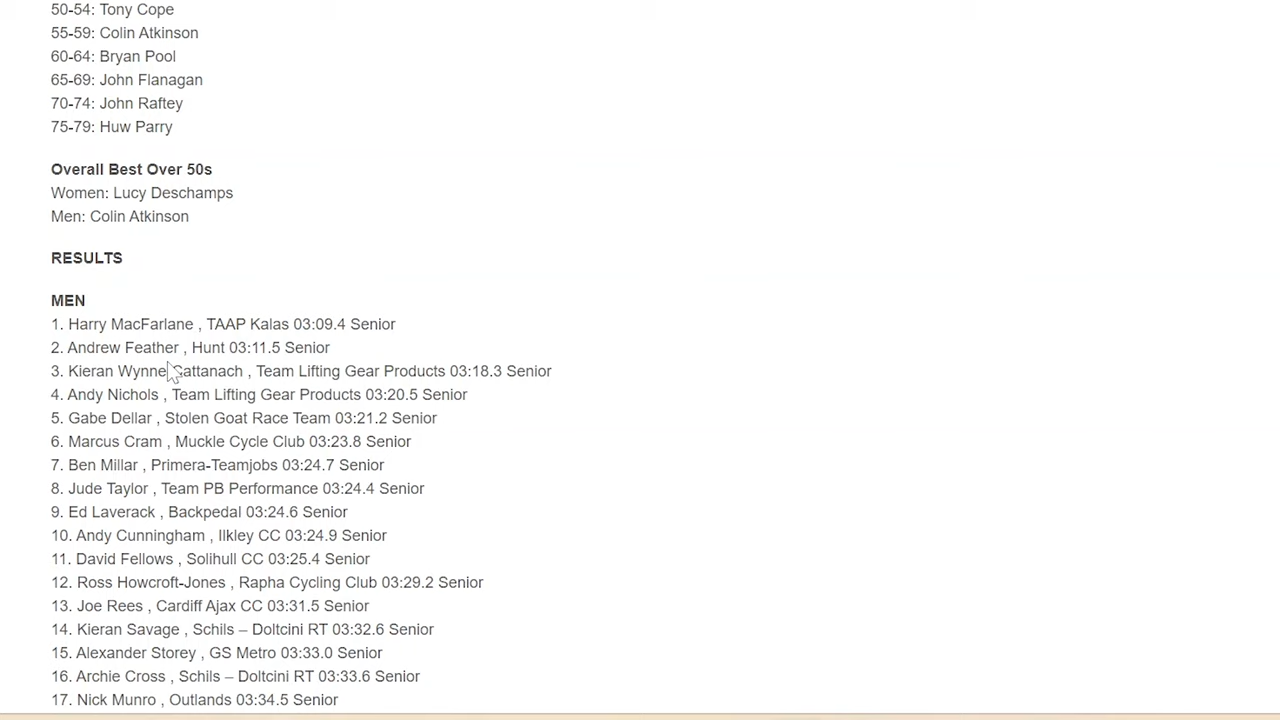 50-54: Tony Cope
55-59: Colin Atkinson
60-64: Bryan Pool
65-69: John Flanagan
70-74: John Raftey
75-79: Huw Parry
Overall Best Over 50s
Women: Lucy Deschamps
Men: Colin Atkinson
RESULTS
MEN
1. Harry MacFarlane , TAAP Kalas 03:09.4 Senior
2. Andrew Feather , Hunt 03:11.5 Senior
3. Kieran Wynne Cattanach , Team Lifting Gear Products 03:18.3 Senior
4. Andy Nichols , Team Lifting Gear Products 03:20.5 Senior
5. Gabe Dellar , Stolen Goat Race Team 03:21.2 Senior
6. Marcus Cram , Muckle Cycle Club 03:23.8 Senior
7. Ben Millar , Primera-Teamjobs 03:24.7 Senior
8. Jude Taylor , Team PB Performance 03:24.4 Senior
9. Ed Laverack , Backpedal 03:24.6 Senior
10. Andy Cunningham , Ilkley CC 03:24.9 Senior
11. David Fellows , Solihull CC 03:25.4 Senior
12. Ross Howcroft-Jones , Rapha Cycling Club 03:29.2 Senior
13. Joe Rees , Cardiff Ajax CC 03:31.5 Senior
14. Kieran Savage , Schils – Doltcini RT 03:32.6 Senior
15. Alexander Storey , GS Metro 03:33.0 Senior
16. Archie Cross , Schils – Doltcini RT 03:33.6 Senior
17. Nick Munro , Outlands 03:34.5 Senior